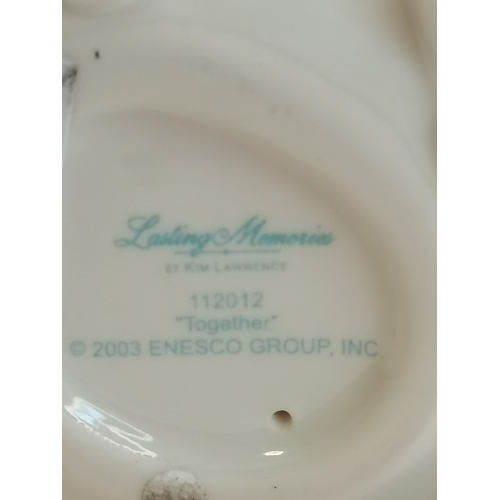 Lasting Memories
BY KIM LAWRENCE
112012
"Together"
© 2003 ENESCO GROUP, INC